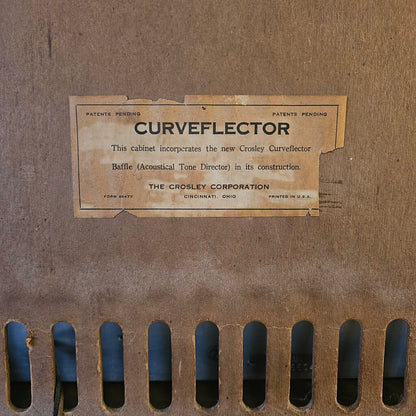 PATENTS PENDING PATENTS PENDING
CURVEFLECTOR
This cabinet incorporates the new Crosley Curveflector
Baffle (Acoustical Tone Director) in its construction.
THE CROSLEY CORPORATION
CINCINNATI, OHIO PRINTED IN U.S.A.